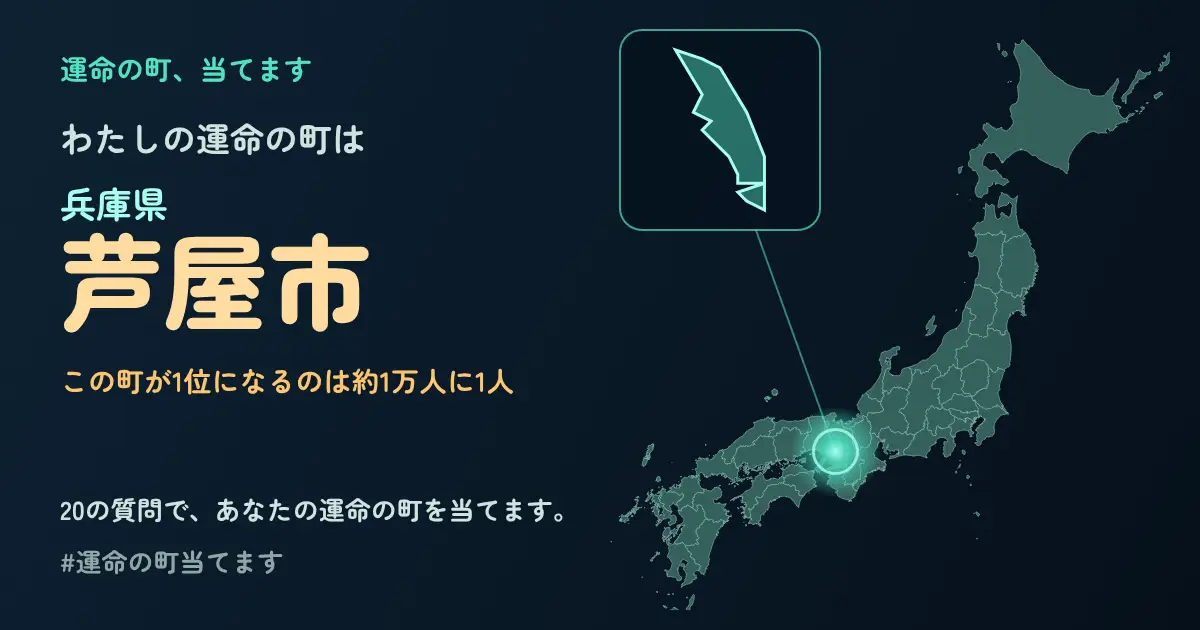 運命の町、当てます
わたしの運命の町は
兵庫県
芦屋市
この町が1位になるのは約1万人に1人
20の質問で、あなたの運命の町を当てます。
#運命の町当てます